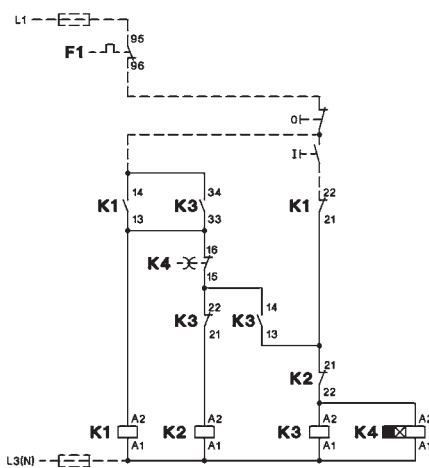 L1
95
F1
96
O
I
14 34 22
K1 K3 K1
13 33 21
16
K4
15
22 14
K3 K3
21 13
21
K2
22
A2 A2 A2 A2
K1 K2 K3 K4
A1 A1 A1 A1
L3(N)